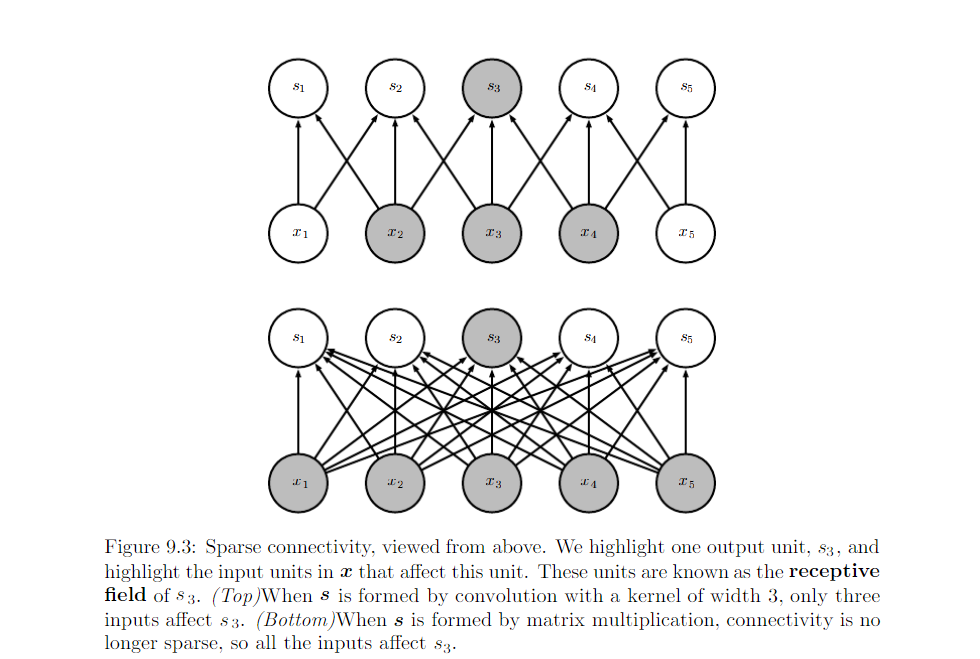 s1 s2 s3 s4 s5
x1 x2 x3 x4 x5
s1 s2 s3 s4 s5
x1 x2 x3 x4 x5
Figure 9.3: Sparse connectivity, viewed from above. We highlight one output unit, s3, and
highlight the input units in x that affect this unit. These units are known as the receptive
field of s3. (Top)When s is formed by convolution with a kernel of width 3, only three
inputs affect s3. (Bottom)When s is formed by matrix multiplication, connectivity is no
longer sparse, so all the inputs affect s3.